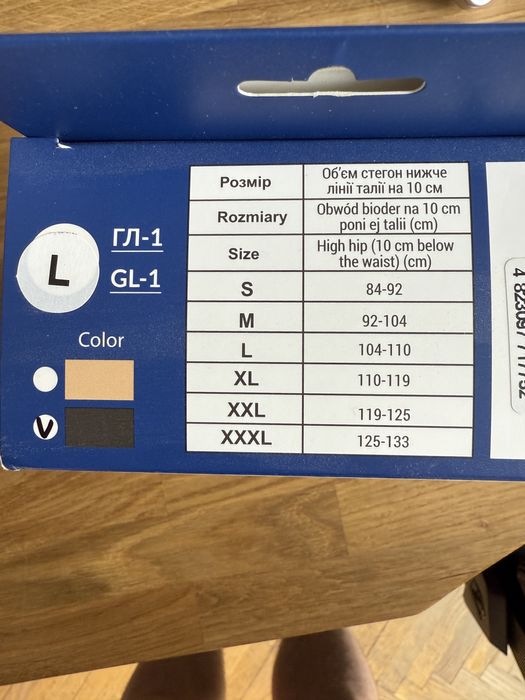 ГЛ-1
GL-1
L
Color
V
Розмір
Об'єм стегон нижче
лінії талії на 10 см
Rozmiary
Obwód bioder na 10 cm
poni ej talii (cm)
Size
High hip (10 cm below
the waist) (cm)
S
84-92
M
92-104
L
104-110
XL
110-119
XXL
119-125
XXXL
125-133